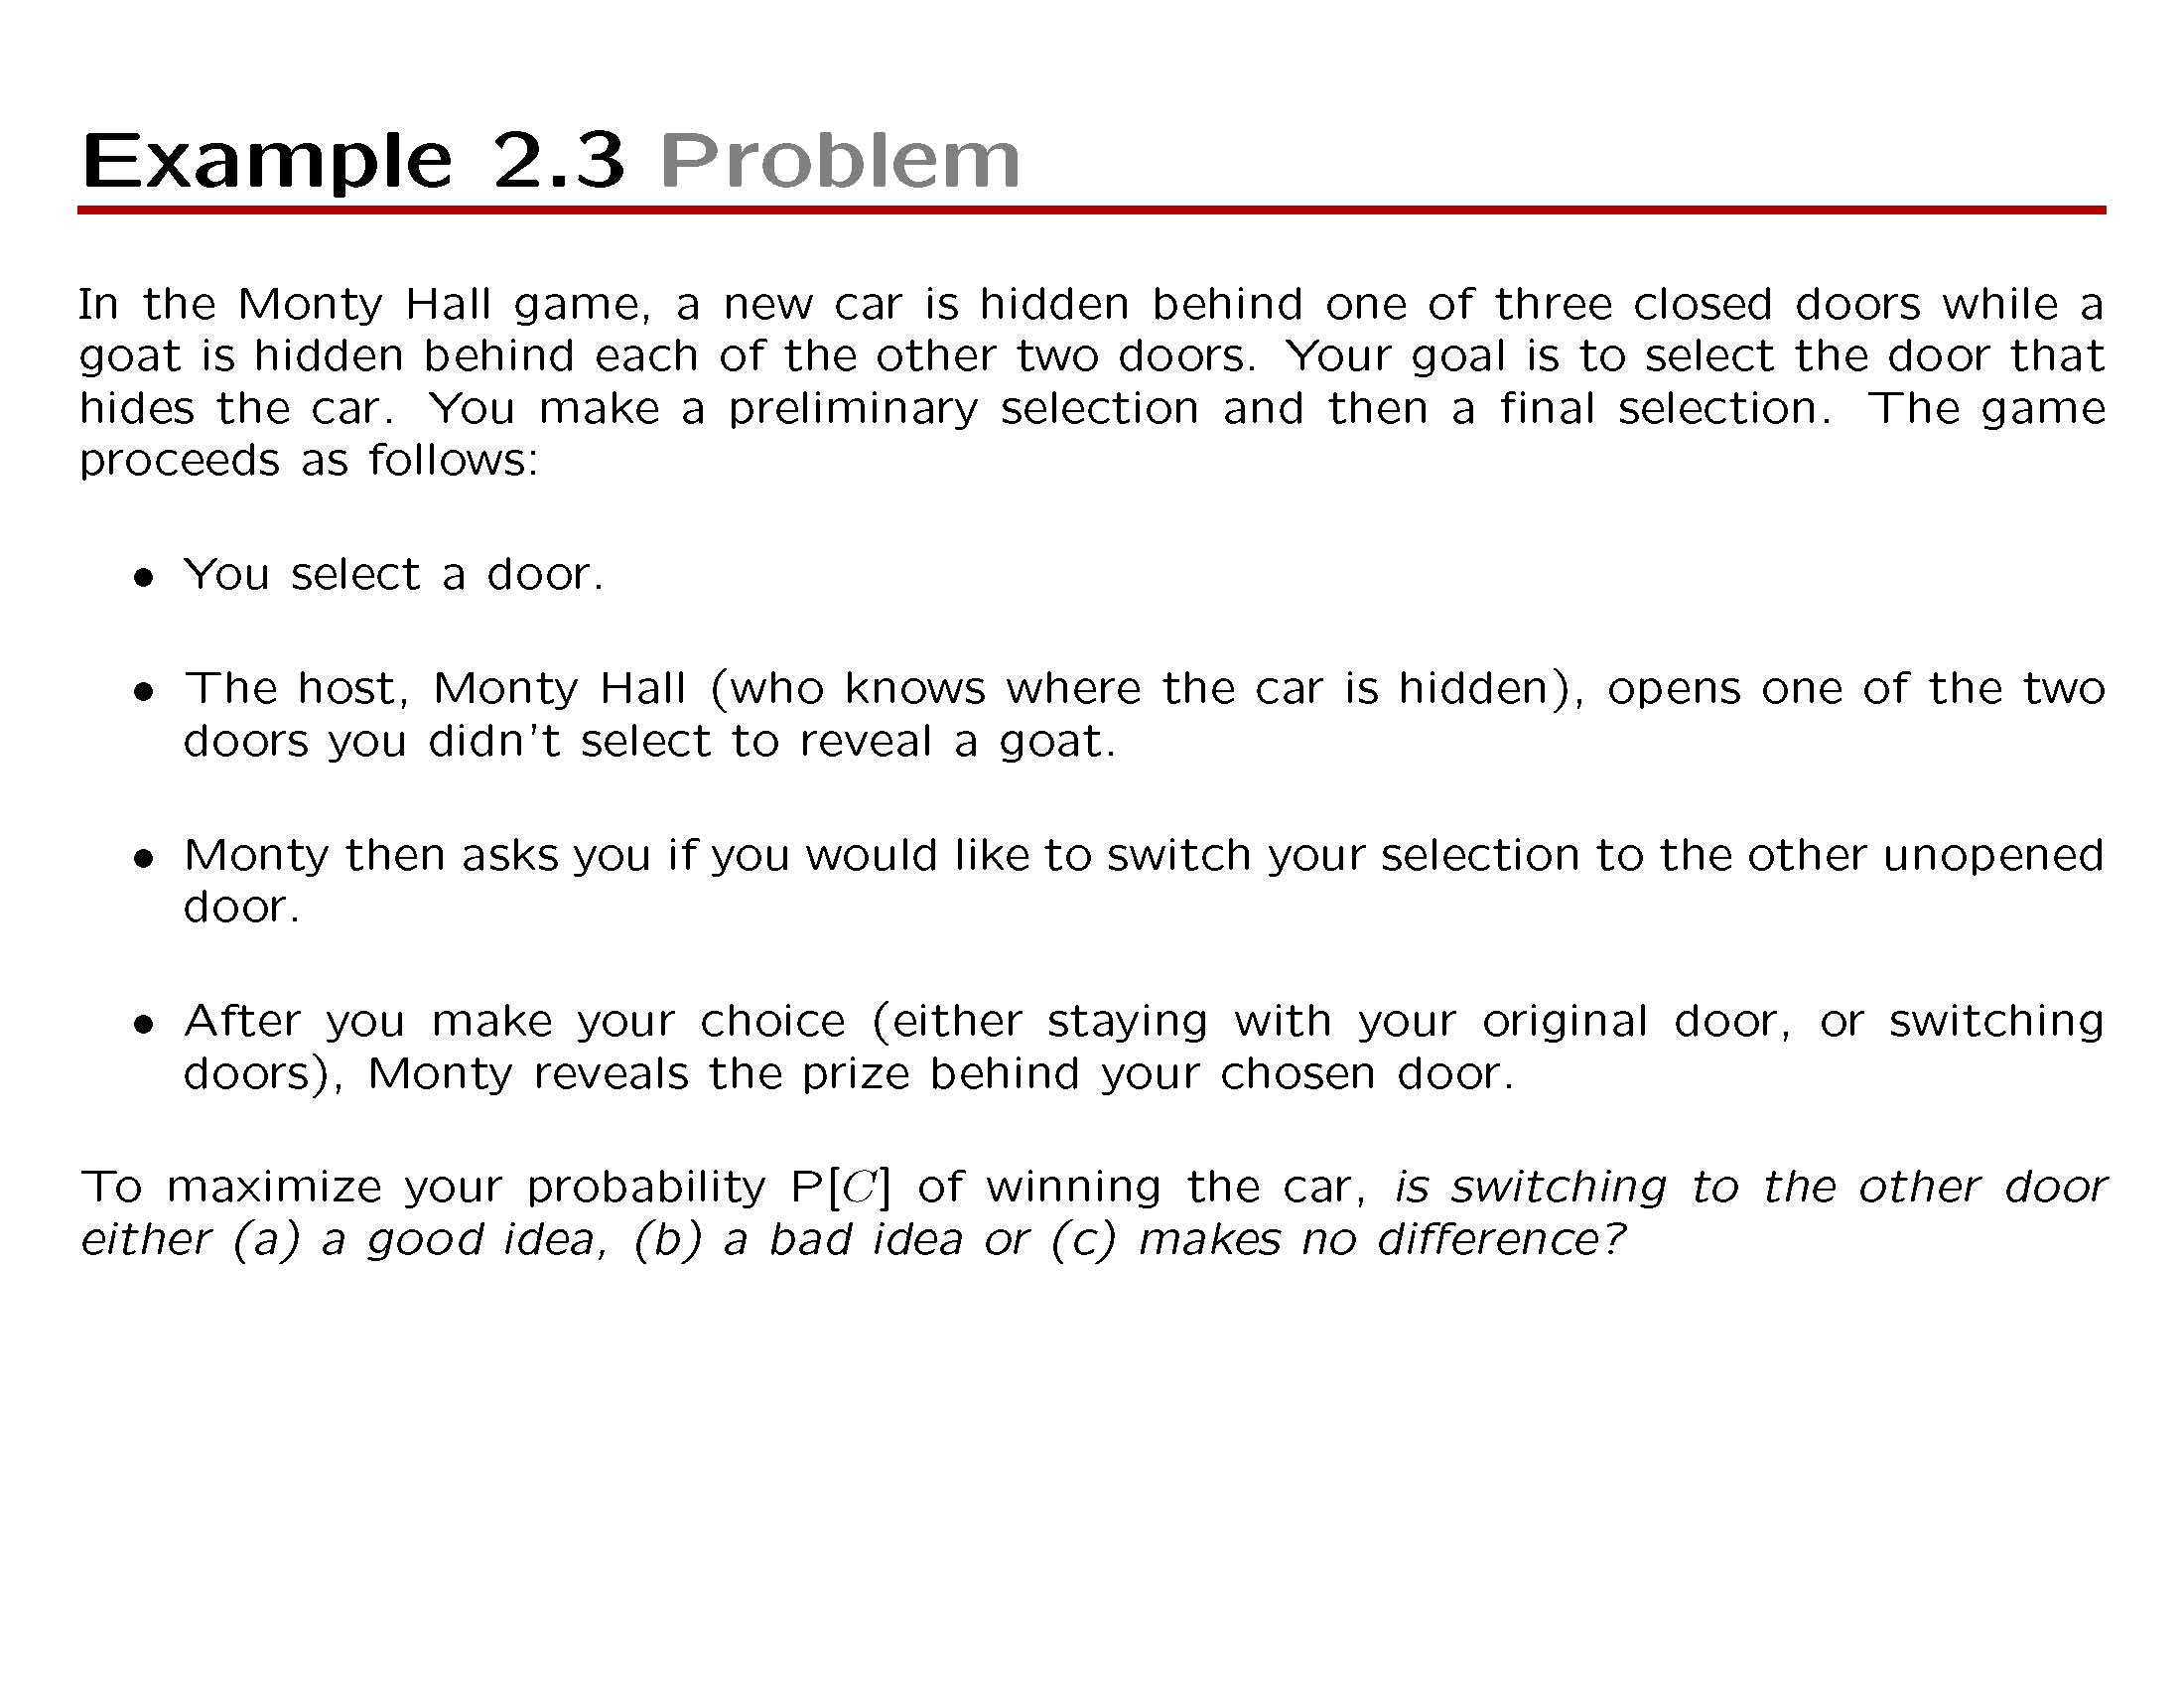 Example 2.3 Problem
In the Monty Hall game, a new car is hidden behind one of three closed doors while a
goat is hidden behind each of the other two doors. Your goal is to select the door that
hides the car. You make a preliminary selection and then a final selection. The game
proceeds as follows:
• You select a door.
• The host, Monty Hall (who knows where the car is hidden), opens one of the two
doors you didn't select to reveal a goat.
• Monty then asks you if you would like to switch your selection to the other unopened
door.
• After you make your choice (either staying with your original door, or switching
doors), Monty reveals the prize behind your chosen door.
To maximize your probability P[C] of winning the car, is switching to the other door
either (a) a good idea, (b) a bad idea or (c) makes no difference?